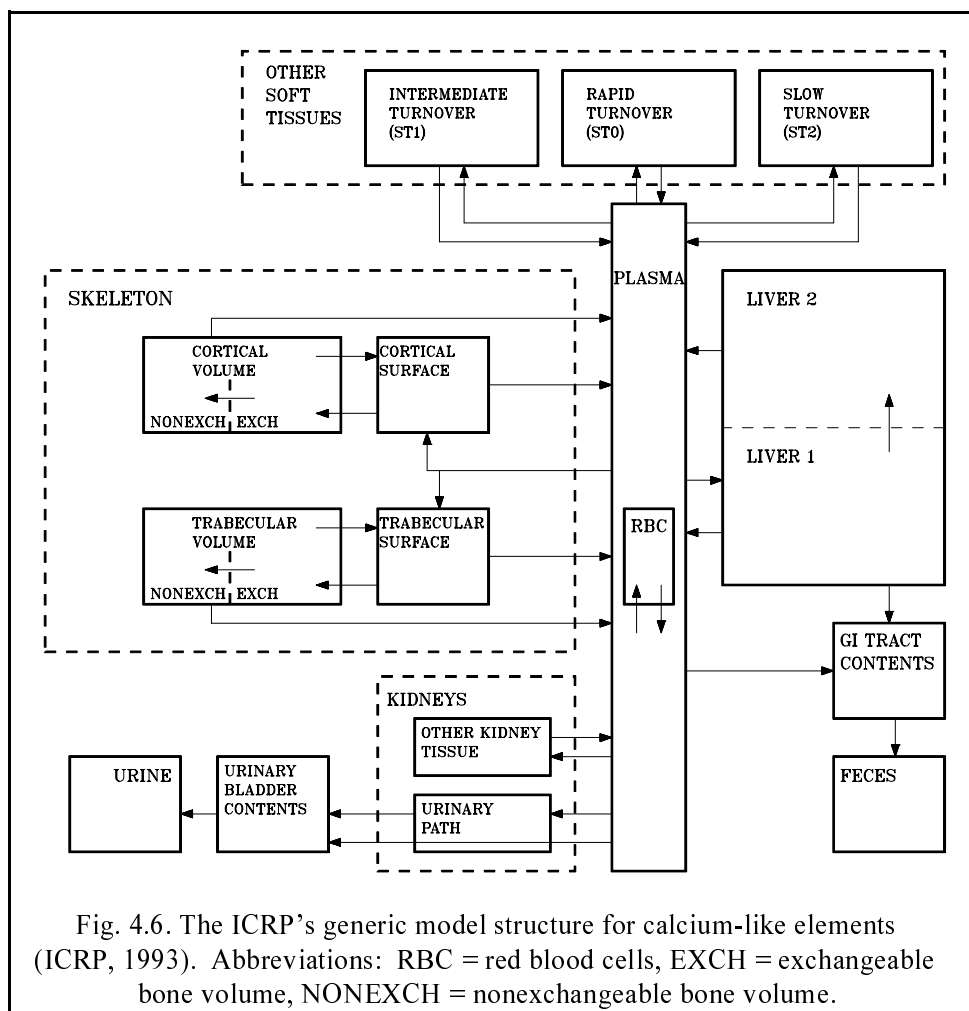 OTHER
SOFT
TISSUES
INTERMEDIATE
TURNOVER
(ST1)
RAPID
TURNOVER
(ST0)
SLOW
TURNOVER
(ST2)
PLASMA
SKELETON
CORTICAL
VOLUME
NONEXCH EXCH
CORTICAL
SURFACE
TRABECULAR
VOLUME
NONEXCH EXCH
TRABECULAR
SURFACE
RBC
LIVER 2
LIVER 1
GI TRACT
CONTENTS
FECES
KIDNEYS
OTHER KIDNEY
TISSUE
URINARY
PATH
URINARY
BLADDER
CONTENTS
URINE
Fig. 4.6. The ICRP's generic model structure for calcium-like elements
(ICRP, 1993). Abbreviations: RBC = red blood cells, EXCH = exchangeable
bone volume, NONEXCH = nonexchangeable bone volume.